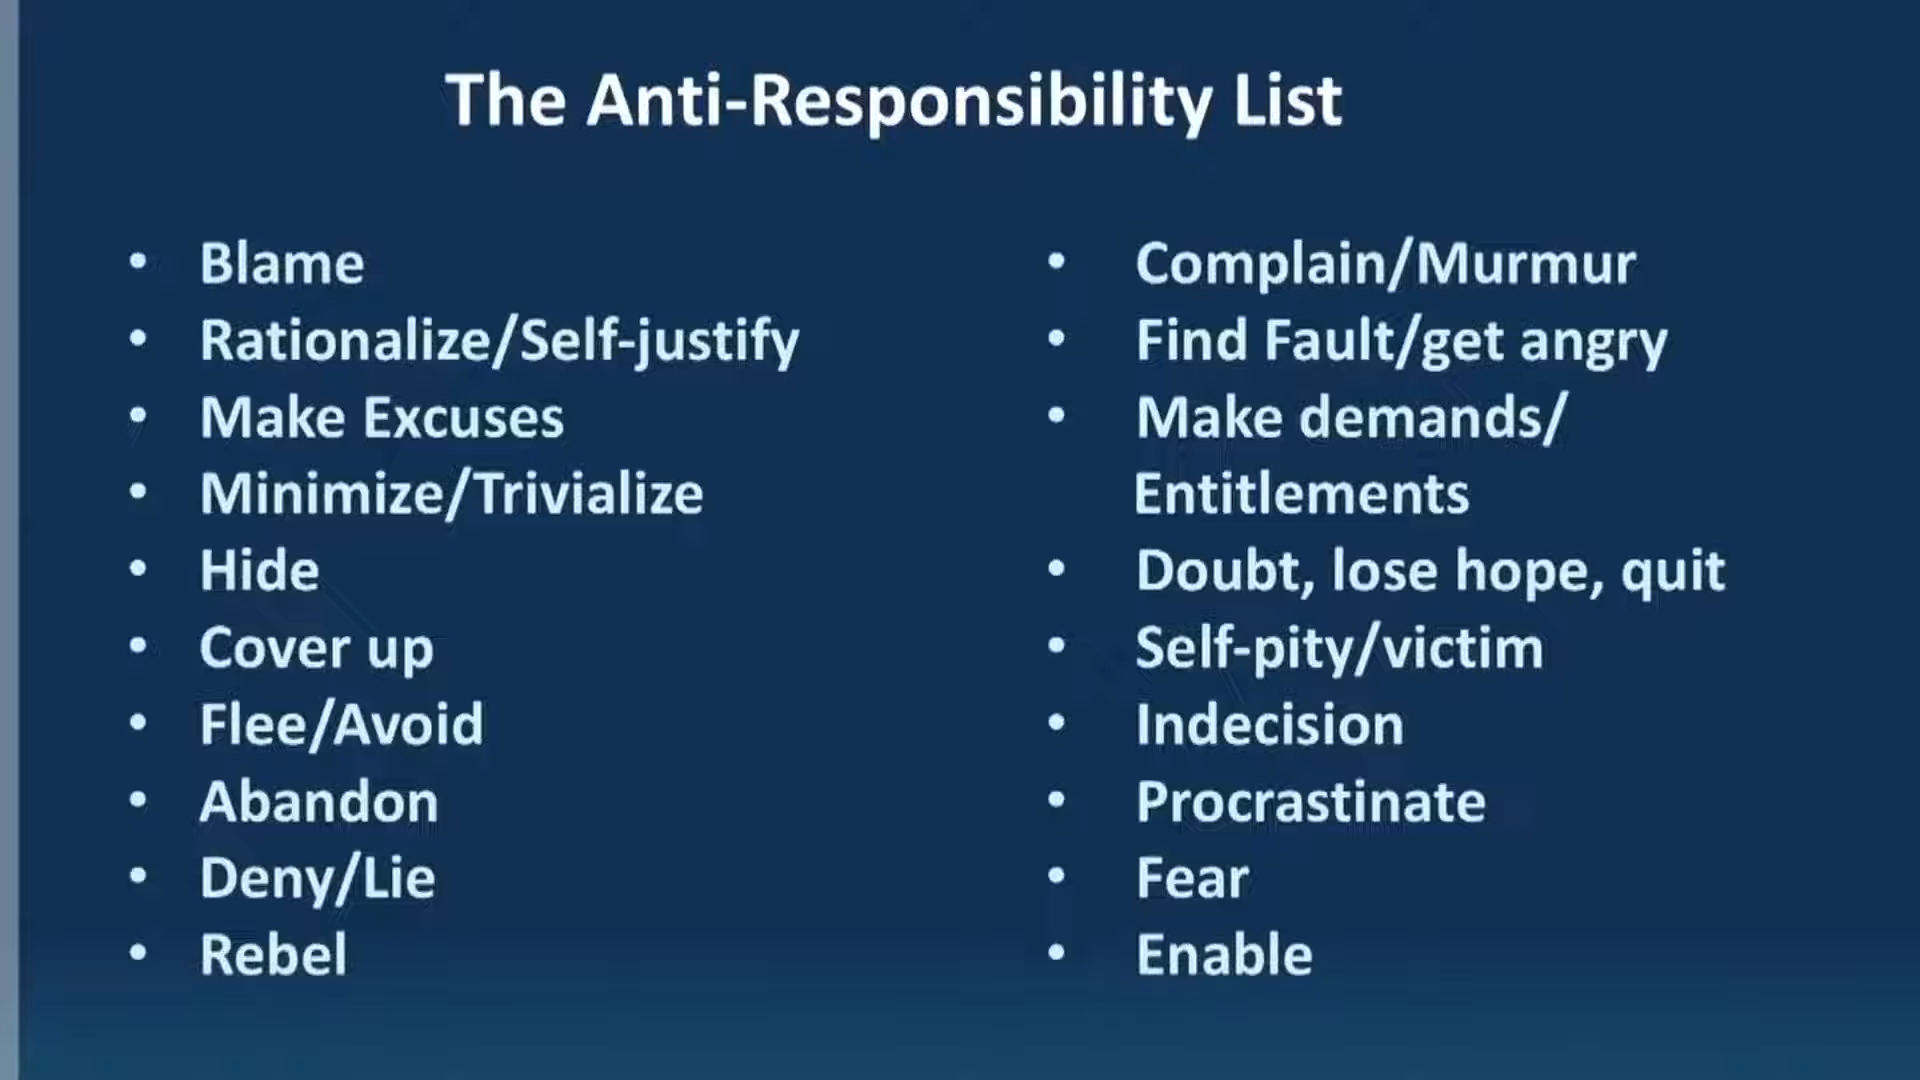 The Anti-Responsibility List
• Blame
• Rationalize/Self-justify
• Make Excuses
• Minimize/Trivialize
• Hide
• Cover up
• Flee/Avoid
• Abandon
• Deny/Lie
• Rebel
• Complain/Murmur
• Find Fault/get angry
• Make demands/
Entitlements
• Doubt, lose hope, quit
• Self-pity/victim
• Indecision
• Procrastinate
• Fear
• Enable